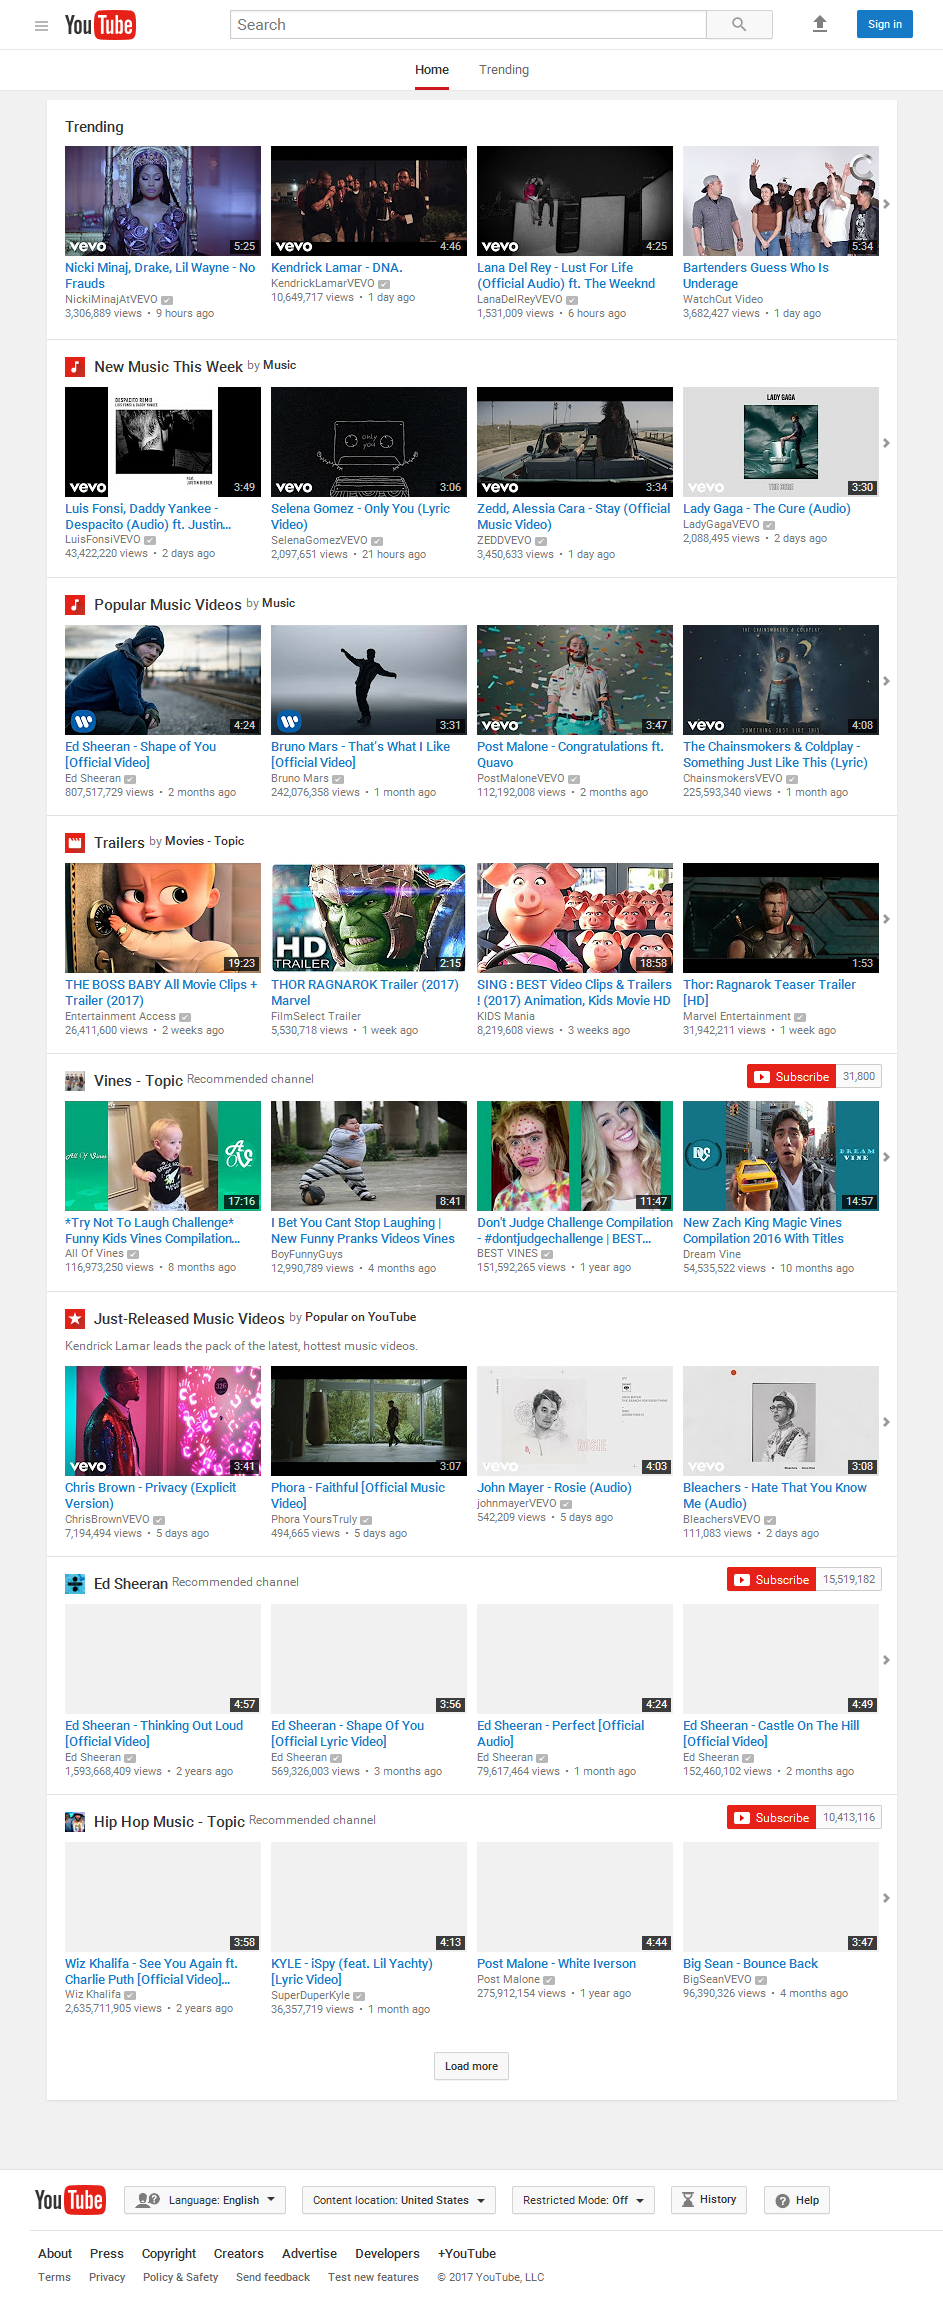 YouTube
Search
Sign in
Home
Trending
Trending
vevo 5:25
vevo 4:46
vevo 4:25
5:34
Nicki Minaj, Drake, Lil Wayne - No Frauds
NickiMinajAtVEVO
3,306,889 views • 9 hours ago
Kendrick Lamar - DNA.
KendrickLamarVEVO
10,649,717 views • 1 day ago
Lana Del Rey - Lust For Life (Official Audio) ft. The Weeknd
LanaDelReyVEVO
1,531,009 views • 6 hours ago
Bartenders Guess Who Is Underage
WatchCut Video
3,682,427 views • 1 day ago
New Music This Week by Music
DESPACITO REMIX
vevo 3:49
only you
vevo 3:06
vevo 3:34
LADY GAGA
THE CURE
vevo 3:30
Luis Fonsi, Daddy Yankee - Despacito (Audio) ft. Justin...
LuisFonsiVEVO
43,422,220 views • 2 days ago
Selena Gomez - Only You (Lyric Video)
SelenaGomezVEVO
2,097,651 views • 21 hours ago
Zedd, Alessia Cara - Stay (Official Music Video)
ZEDDVEVO
3,450,633 views • 1 day ago
Lady Gaga - The Cure (Audio)
LadyGagaVEVO
2,088,495 views • 2 days ago
Popular Music Videos by Music
4:24
3:31
vevo 3:47
THE CHAINSMOKERS & COLDPLAY
vevo 4:08
SOMETHING JUST LIKE THIS
Ed Sheeran - Shape of You [Official Video]
Ed Sheeran
807,517,729 views • 2 months ago
Bruno Mars - That's What I Like [Official Video]
Bruno Mars
242,076,358 views • 1 month ago
Post Malone - Congratulations ft. Quavo
PostMaloneVEVO
112,192,008 views • 2 months ago
The Chainsmokers & Coldplay - Something Just Like This (Lyric)
ChainsmokersVEVO
225,593,340 views • 1 month ago
Trailers by Movies - Topic
19:23
HD TRAILER 2:15
18:58
1:53
THE BOSS BABY All Movie Clips + Trailer (2017)
Entertainment Access
26,411,600 views • 2 weeks ago
THOR RAGNAROK Trailer (2017) Marvel
FilmSelect Trailer
5,530,718 views • 1 week ago
SING : BEST Video Clips & Trailers ! (2017) Animation, Kids Movie HD
KIDS Mania
8,219,608 views • 3 weeks ago
Thor: Ragnarok Teaser Trailer [HD]
Marvel Entertainment
31,942,211 views • 1 week ago
Vines - Topic Recommended channel
Subscribe 31,800
All Of Vines
17:16
8:41
11:47
DREAM VINE
14:57
*Try Not To Laugh Challenge* Funny Kids Vines Compilation...
All Of Vines
116,973,250 views • 8 months ago
I Bet You Cant Stop Laughing | New Funny Pranks Videos Vines
BoyFunnyGuys
12,990,789 views • 4 months ago
Don't Judge Challenge Compilation - #dontjudgechallenge | BEST...
BEST VINES
151,592,265 views • 1 year ago
New Zach King Magic Vines Compilation 2016 With Titles
Dream Vine
54,535,522 views • 10 months ago
Just-Released Music Videos by Popular on YouTube
Kendrick Lamar leads the pack of the latest, hottest music videos.
vevo 3:41
3:07
ROSIE
vevo 4:03
vevo 3:08
Chris Brown - Privacy (Explicit Version)
ChrisBrownVEVO
7,194,494 views • 5 days ago
Phora - Faithful [Official Music Video]
Phora YoursTruly
494,665 views • 5 days ago
John Mayer - Rosie (Audio)
johnmayerVEVO
542,209 views • 5 days ago
Bleachers - Hate That You Know Me (Audio)
BleachersVEVO
111,083 views • 2 days ago
Ed Sheeran Recommended channel
Subscribe 15,519,182
4:57
3:56
4:24
4:49
Ed Sheeran - Thinking Out Loud [Official Video]
Ed Sheeran
1,593,668,409 views • 2 years ago
Ed Sheeran - Shape Of You [Official Lyric Video]
Ed Sheeran
569,326,003 views • 3 months ago
Ed Sheeran - Perfect [Official Audio]
Ed Sheeran
79,617,464 views • 1 month ago
Ed Sheeran - Castle On The Hill [Official Video]
Ed Sheeran
152,460,102 views • 2 months ago
Hip Hop Music - Topic Recommended channel
Subscribe 10,413,116
3:58
4:13
4:44
3:47
Wiz Khalifa - See You Again ft. Charlie Puth [Official Video]...
Wiz Khalifa
2,635,711,905 views • 2 years ago
KYLE - iSpy (feat. Lil Yachty) [Lyric Video]
SuperDuperKyle
36,357,719 views • 1 month ago
Post Malone - White Iverson
Post Malone
275,912,154 views • 1 year ago
Big Sean - Bounce Back
BigSeanVEVO
96,390,326 views • 4 months ago
Load more
YouTube
Language: English
Content location: United States
Restricted Mode: Off
History
Help
About Press Copyright Creators Advertise Developers +YouTube
Terms Privacy Policy & Safety Send feedback Test new features © 2017 YouTube, LLC